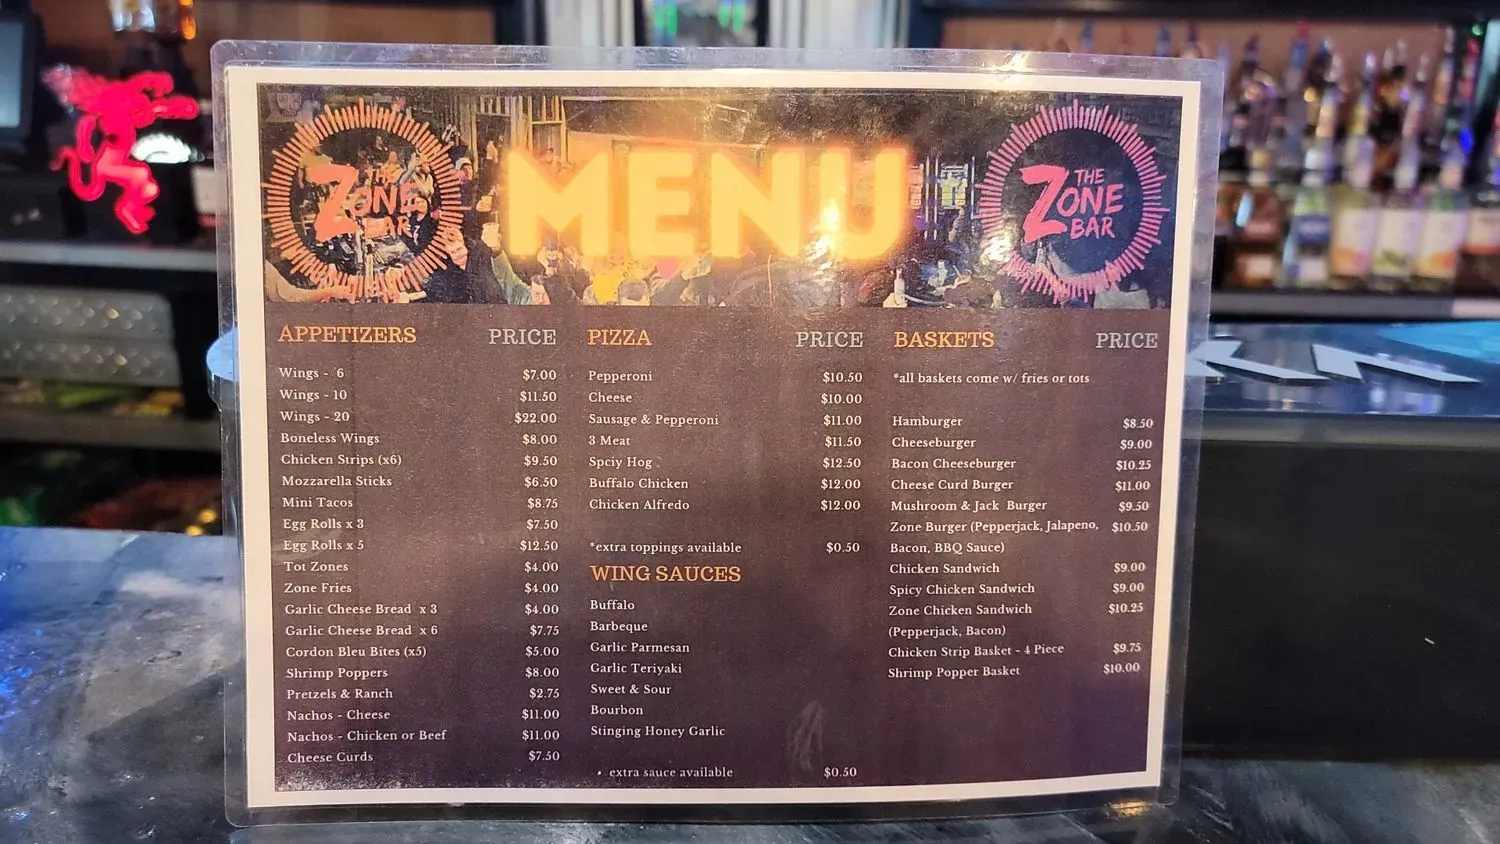 THE
ZONE
BAR
MENU
THE
ZONE
BAR
APPETIZERS PRICE
Wings - 6 $7.00
Wings - 10 $11.50
Wings - 20 $22.00
Boneless Wings $8.00
Chicken Strips (x6) $9.50
Mozzarella Sticks $6.50
Mini Tacos $8.75
Egg Rolls x 3 $7.50
Egg Rolls x 5 $12.50
Tot Zones $4.00
Zone Fries $4.00
Garlic Cheese Bread x 3 $4.00
Garlic Cheese Bread x 6 $7.75
Cordon Bleu Bites (x5) $5.00
Shrimp Poppers $8.00
Pretzels & Ranch $2.75
Nachos - Cheese $11.00
Nachos - Chicken or Beef $11.00
Cheese Curds $7.50
PIZZA PRICE
Pepperoni $10.50
Cheese $10.00
Sausage & Pepperoni $11.00
3 Meat $11.50
Spciy Hog $12.50
Buffalo Chicken $12.00
Chicken Alfredo $12.00
*extra toppings available $0.50
WING SAUCES
Buffalo
Barbeque
Garlic Parmesan
Garlic Teriyaki
Sweet & Sour
Bourbon
Stinging Honey Garlic
• extra sauce available $0.50
BASKETS PRICE
*all baskets come w/ fries or tots
Hamburger $8.50
Cheeseburger $9.00
Bacon Cheeseburger $10.25
Cheese Curd Burger $11.00
Mushroom & Jack Burger $9.50
Zone Burger (Pepperjack, Jalapeno, $10.50
Bacon, BBQ Sauce)
Chicken Sandwich $9.00
Spicy Chicken Sandwich $9.00
Zone Chicken Sandwich $10.25
(Pepperjack, Bacon)
Chicken Strip Basket - 4 Piece $9.75
Shrimp Popper Basket $10.00